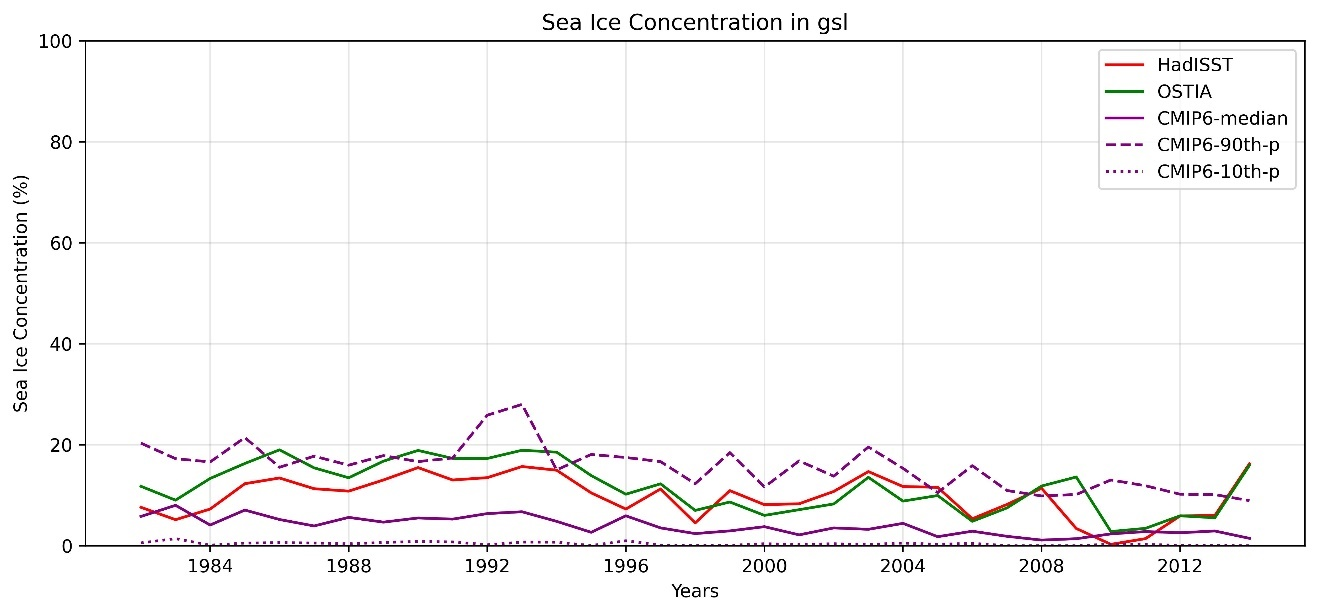 Sea Ice Concentration in gsl
Sea Ice Concentration (%)
100
80
60
40
20
0
HadISST
OSTIA
CMIP6-median
CMIP6-90th-p
CMIP6-10th-p
1984 1988 1992 1996 2000 2004 2008 2012
Years